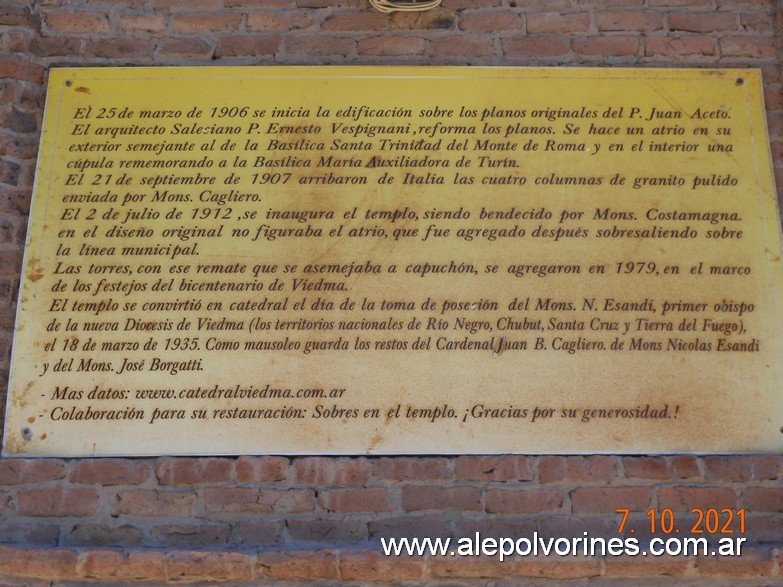 El 25 de marzo de 1906 se inicia la edificación sobre los planos originales del P. Juan Aceto.
El arquitecto Salesiano P. Ernesto Vespignani ,reforma los planos. Se hace un atrio en su
exterior semejante al de la Basílica Santa Trinidad del Monte de Roma y en el interior una
cúpula rememorando a la Basílica María Auxiliadora de Turín.
El 21 de septiembre de 1907 arribaron de Italia las cuatro columnas de granito pulido
enviada por Mons. Cagliero.
El 2 de julio de 1912 ,se inaugura el templo, siendo bendecido por Mons. Costamagna.
en el diseño original no figuraba el atrio, que fue agregado después sobresaliendo sobre
la línea municipal.
Las torres, con ese remate que se asemejaba a capuchón, se agregaron en 1979, en el marco
de los festejos del bicentenario de Viedma.
El templo se convirtió en catedral el día de la toma de poseción del Mons. N. Esandi, primer obispo
de la nueva Diocesis de Viedma (los territorios nacionales de Río Negro, Chubut, Santa Cruz y Tierra del Fuego),
el 18 de marzo de 1935. Como mausoleo guarda los restos del Cardenal Juan B. Cagliero. de Mons Nicolas Esandi
y del Mons. José Borgatti.
- Mas datos: www.catedralviedma.com.ar
- Colaboración para su restauración: Sobres en el templo. ¡Gracias por su generosidad.!
7. 10. 2021
www.alepolvorines.com.ar